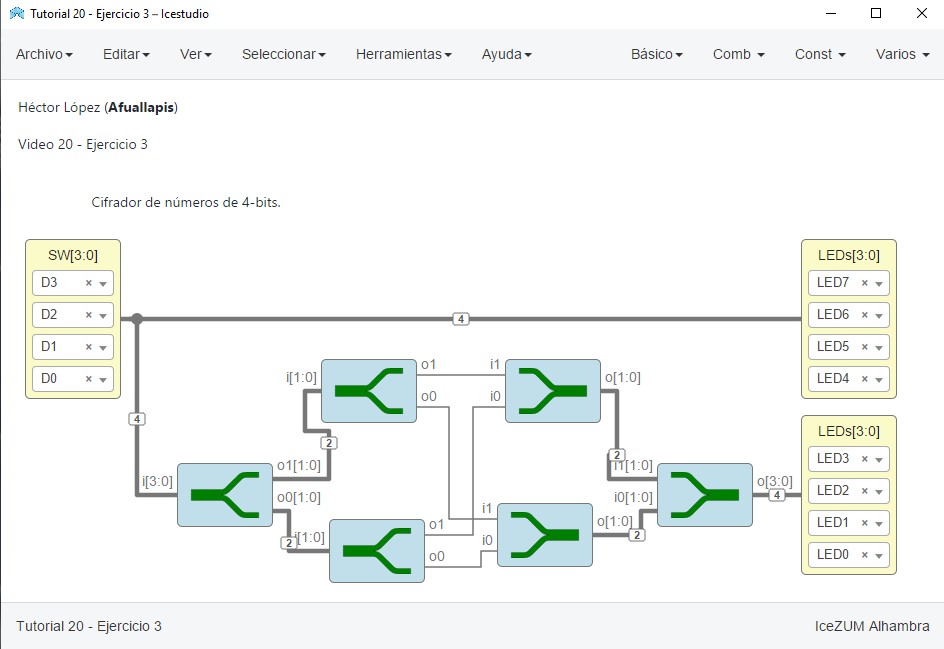 Tutorial 20 - Ejercicio 3 – Icestudio
Archivo Editar Ver Seleccionar Herramientas Ayuda Básico Comb Const Varios
Héctor López (Afuallapis)
Video 20 - Ejercicio 3
Cifrador de números de 4-bits.
SW[3:0]
D3 ×
D2 ×
D1 ×
D0 ×
4
LEDs[3:0]
LED7 ×
LED6 ×
LED5 ×
LED4 ×
i[1:0]
o1
o0
i1
i0
o[1:0]
4
2
2
i[3:0]
o1[1:0]
o0[1:0]
i1[1:0]
i0[1:0]
o[3:0]
4
2
i[1:0]
o1
o0
i1
i0
o[1:0]
2
LEDs[3:0]
LED3 ×
LED2 ×
LED1 ×
LED0 ×
Tutorial 20 - Ejercicio 3
IceZUM Alhambra